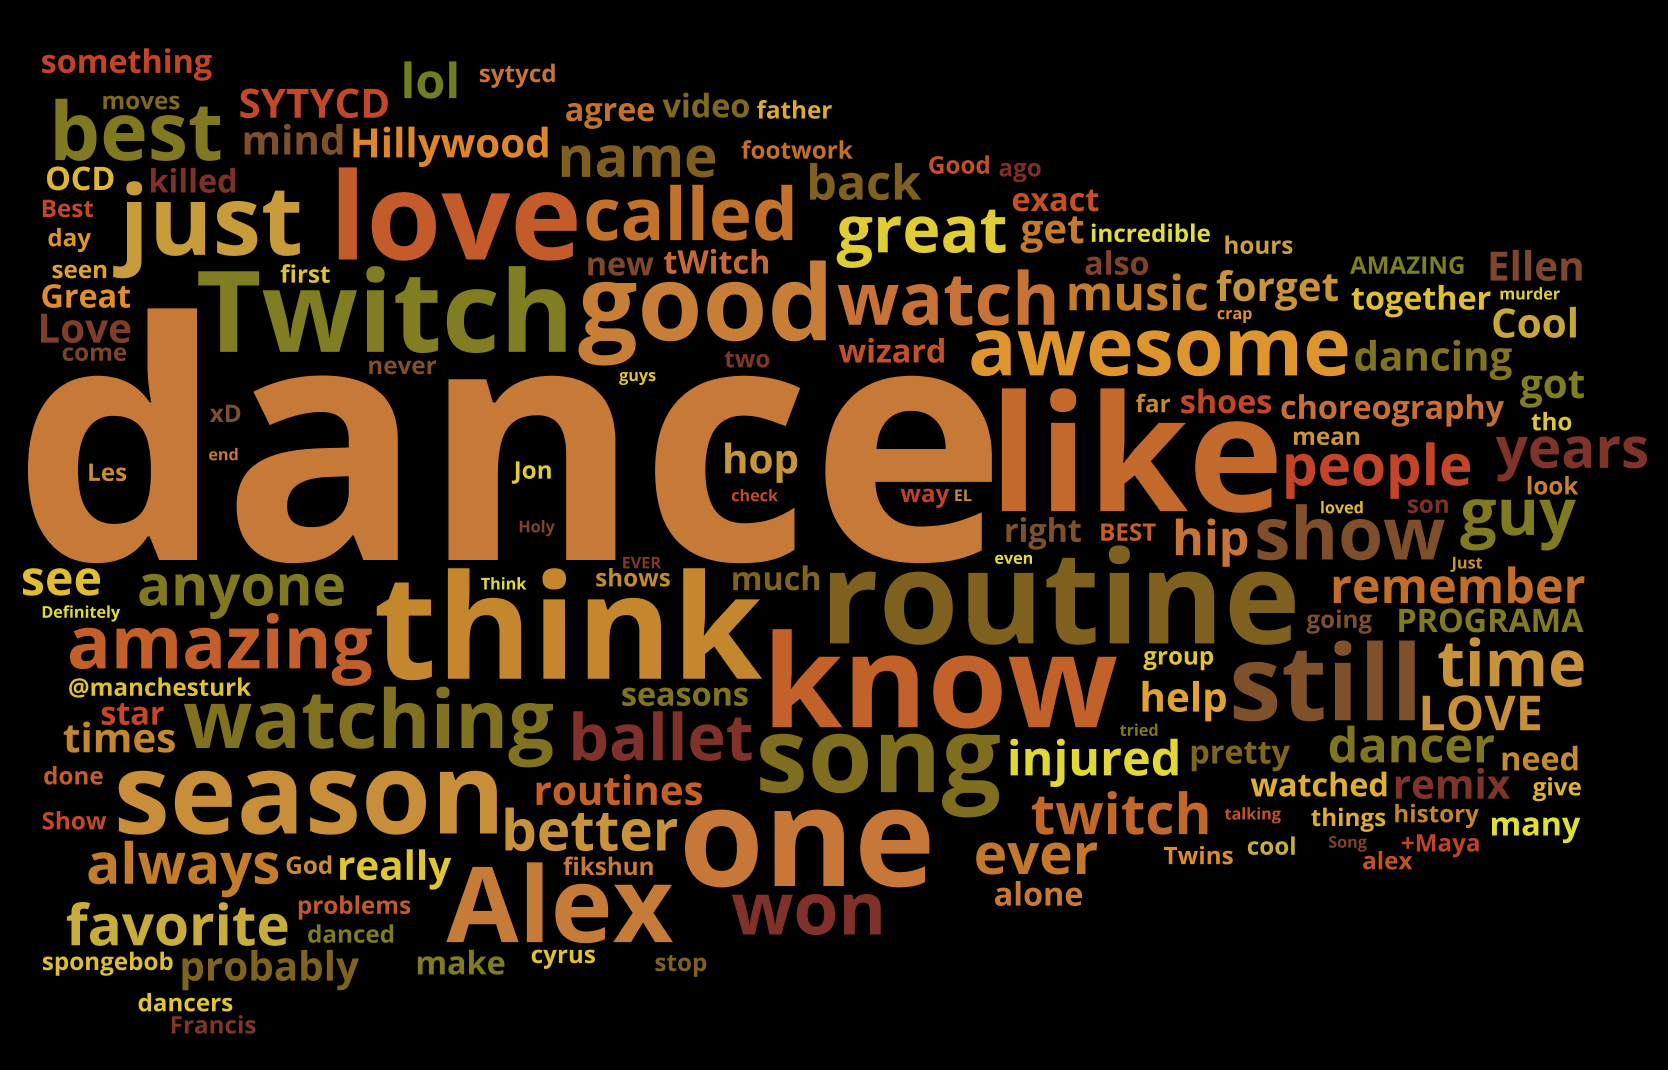 something
lol
sytycd
moves
SYTYCD
agree
video
father
best
mind
Hillywood
name
footwork
OCD
killed
back
Good
ago
Best
just
love
called
great
exact
day
get
incredible
hours
seen
first
new
tWitch
also
AMAZING
Ellen
Great
Twitch
good
watch
music
forget
together
murder
crap
Love
come
never
two
wizard
awesome
dancing
Cool
guys
got
dance
xD
like
far
shoes
choreography
tho
end
Les
Jon
hop
mean
years
check
way
EL
people
look
Holy
loved
son
guy
right
BEST
hip
show
EVER
even
Just
see
anyone
Think
shows
much
routine
remember
Definitely
think
going
PROGRAMA
amazing
know
group
still
time
@manchesturk
seasons
help
star
watching
ballet
LOVE
times
song
tried
injured
pretty
dancer
need
done
season
routines
watched
remix
give
Show
better
one
twitch
talking
things
history
many
always
God
really
fikshun
ever
Twins
cool
Song
+Maya
alex
Alex
alone
favorite
problems
won
danced
spongebob
probably
make
cyrus
stop
dancers
Francis